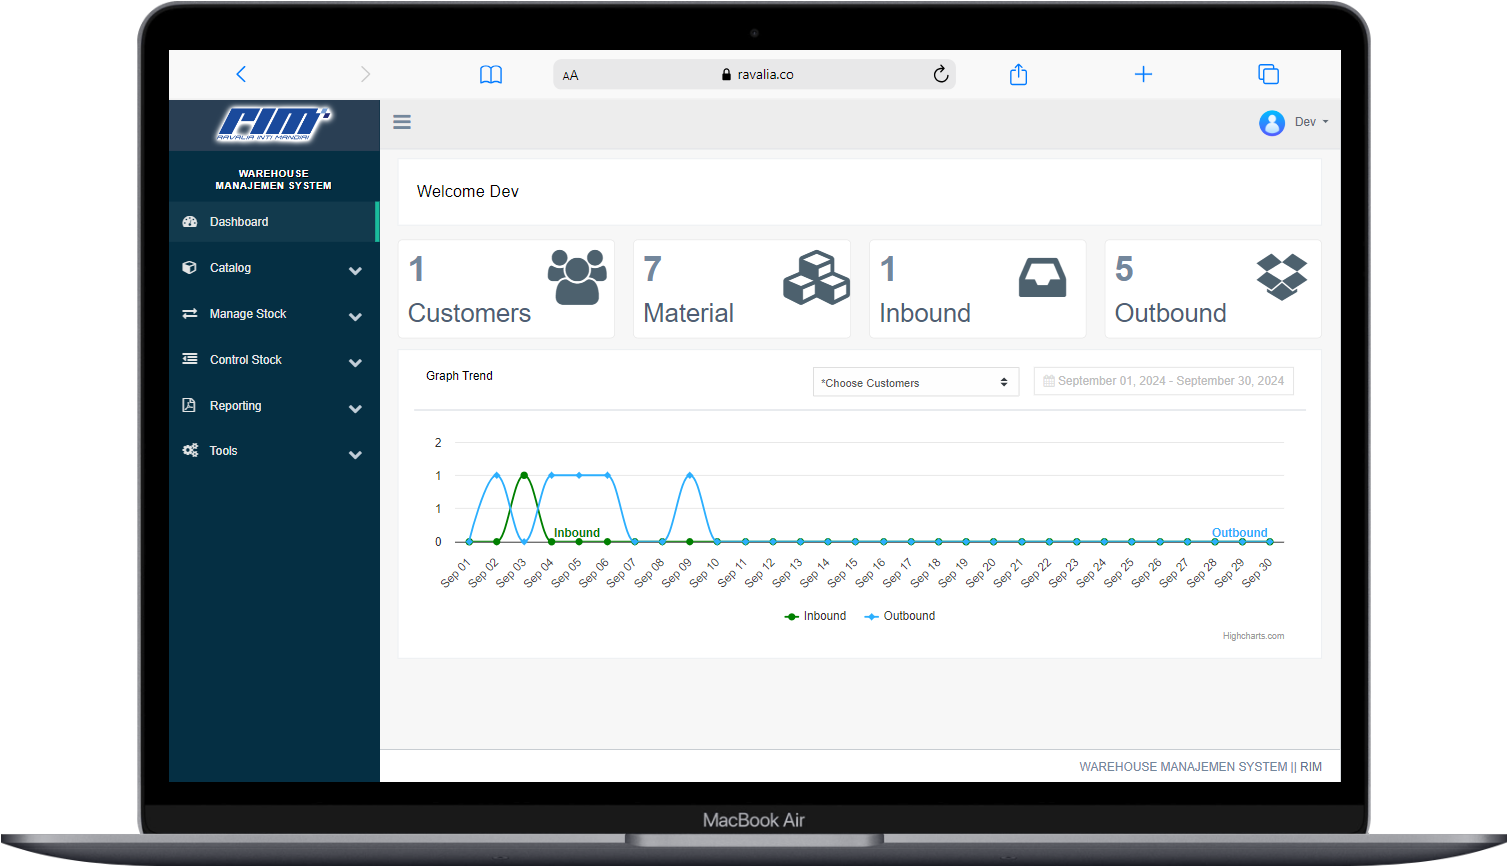 AA ravalia.co
RIM
RAVALIA INTI MANDIRI
Dev
WAREHOUSE
MANAJEMEN SYSTEM
Welcome Dev
Dashboard
Catalog
Manage Stock
Control Stock
Reporting
Tools
1
Customers
7
Material
1
Inbound
5
Outbound
Graph Trend
*Choose Customers
September 01, 2024 - September 30, 2024
2
1
1
0
Inbound
Outbound
Sep 01 Sep 02 Sep 03 Sep 04 Sep 05 Sep 06 Sep 07 Sep 08 Sep 09 Sep 10 Sep 11 Sep 12 Sep 13 Sep 14 Sep 15 Sep 16 Sep 17 Sep 18 Sep 19 Sep 20 Sep 21 Sep 22 Sep 23 Sep 24 Sep 25 Sep 26 Sep 27 Sep 28 Sep 29 Sep 30
Inbound Outbound
Highcharts.com
WAREHOUSE MANAJEMEN SYSTEM || RIM
MacBook Air